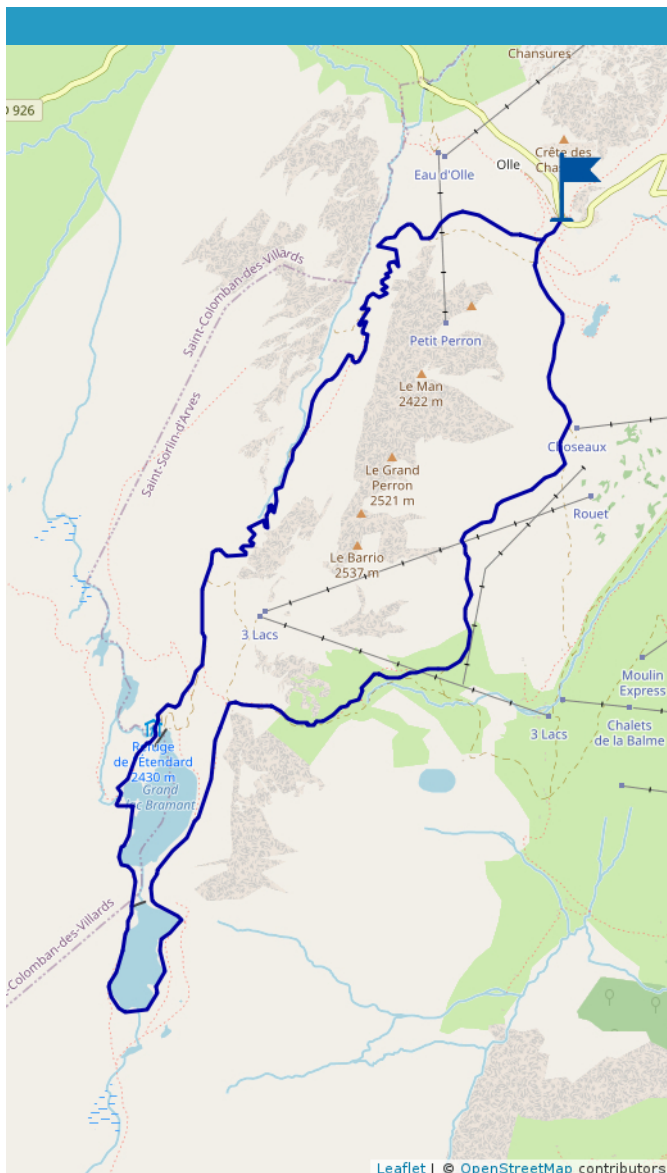 Chansures
D 926
Crête des
Eau d'Olle
Olle
Saint-Colomban-des-Villards
Saint-Sorlin-d'Arves
Petit Perron
Le Man
2422 m
Choseaux
Le Grand
Perron
2521 m
Rouet
Le Barrio
2537 m
3 Lacs
Moulin
Express
3 Lacs
Chalets
de la Balme
Refuge
de l'Etendard
2430 m
Grand
Lac Bramant
-Colomban-des-Villards
Leaflet | © OpenStreetMap contributors